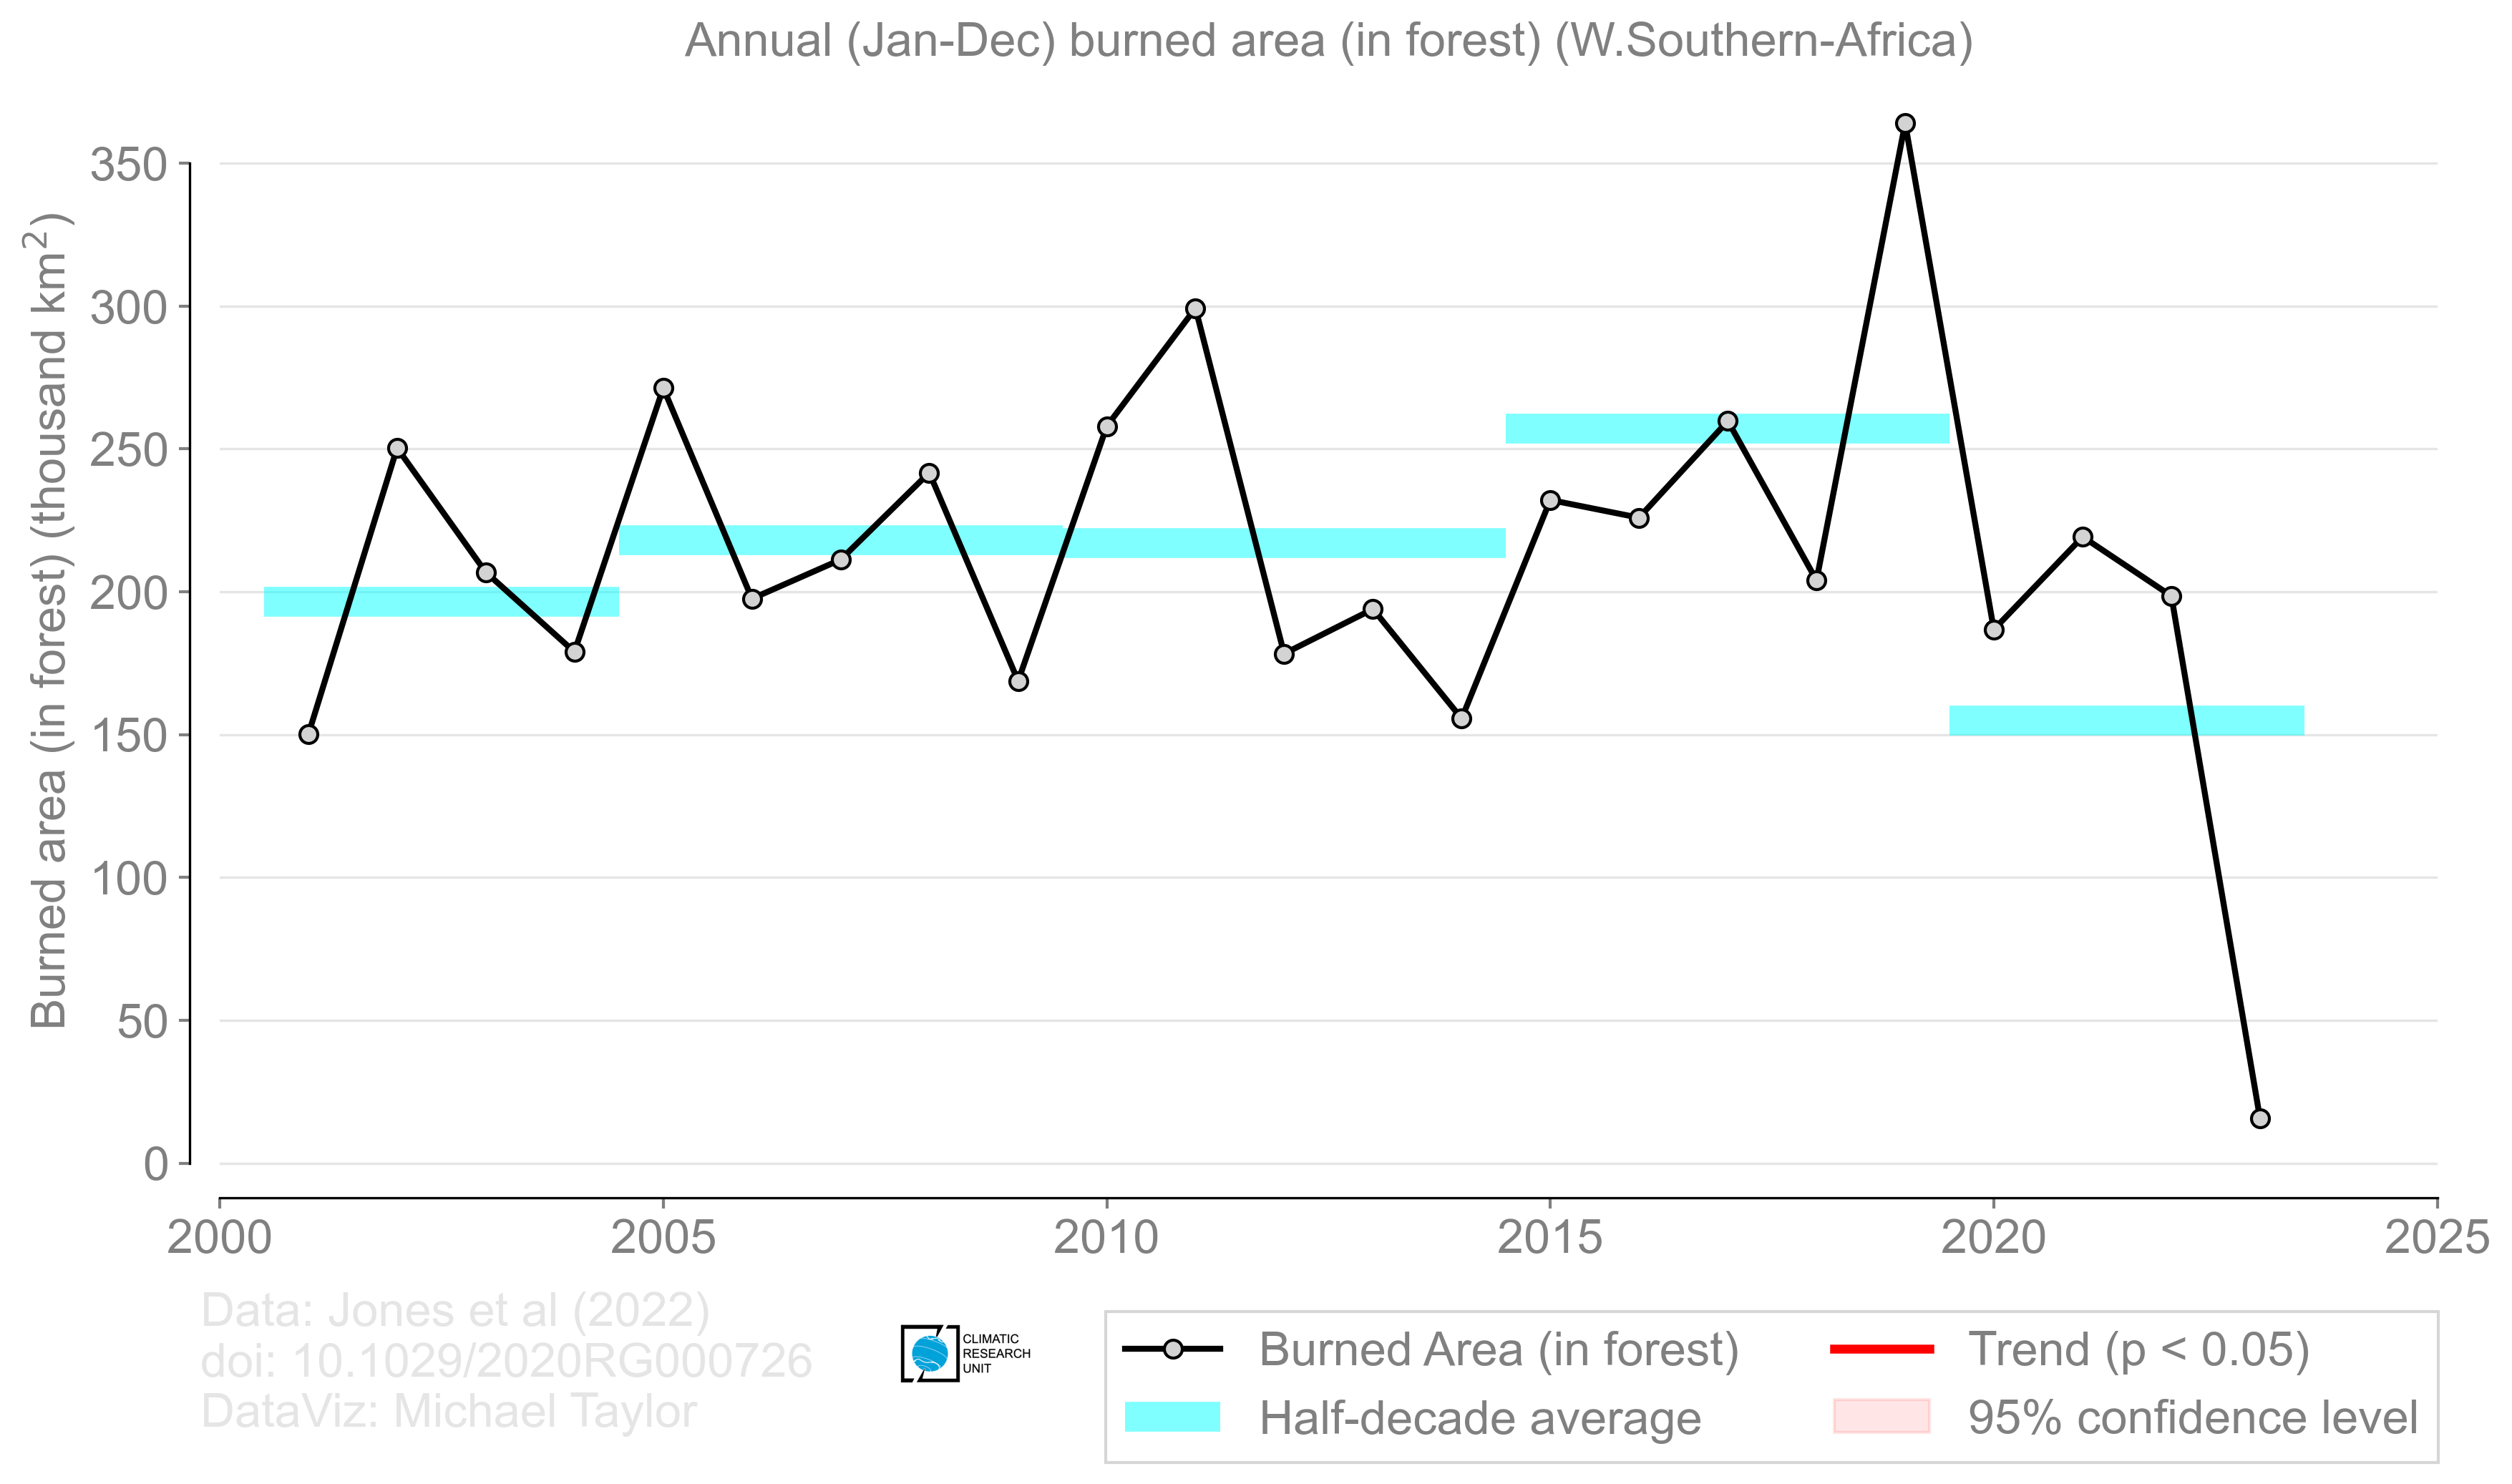 Annual (Jan-Dec) burned area (in forest) (W.Southern-Africa)
Burned area (in forest) (thousand km²)
350
300
250
200
150
100
50
0
2000 2005 2010 2015 2020 2025
Data: Jones et al (2022)
doi: 10.1029/2020RG000726
DataViz: Michael Taylor
CLIMATIC
RESEARCH
UNIT
Burned Area (in forest)
Half-decade average
Trend (p < 0.05)
95% confidence level